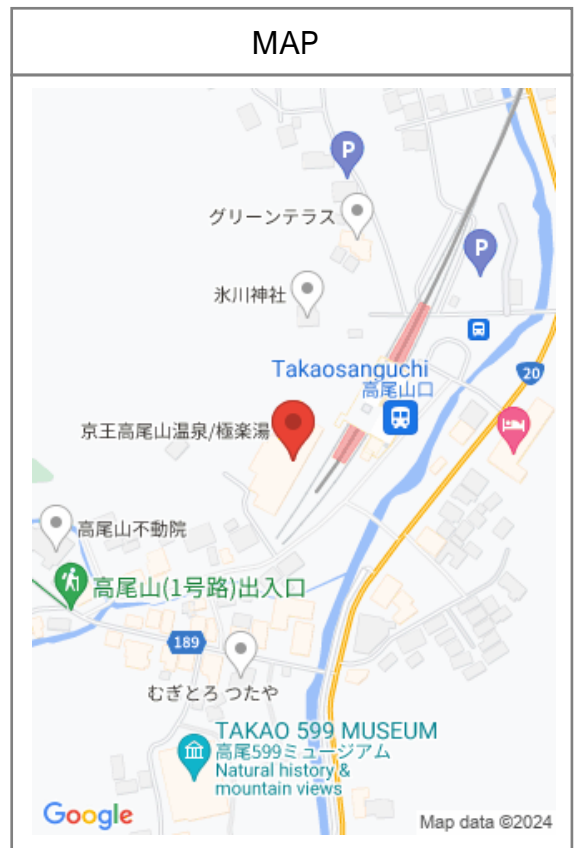 MAP
P
グリーンテラス
P
氷川神社
Takaosanguchi
高尾山口
20
京王高尾山温泉/極楽湯
高尾山不動院
高尾山(1号路)出入口
189
むぎとろ つたや
TAKAO 599 MUSEUM
高尾599ミュージアム
Natural history &
mountain views
Google
Map data ©2024